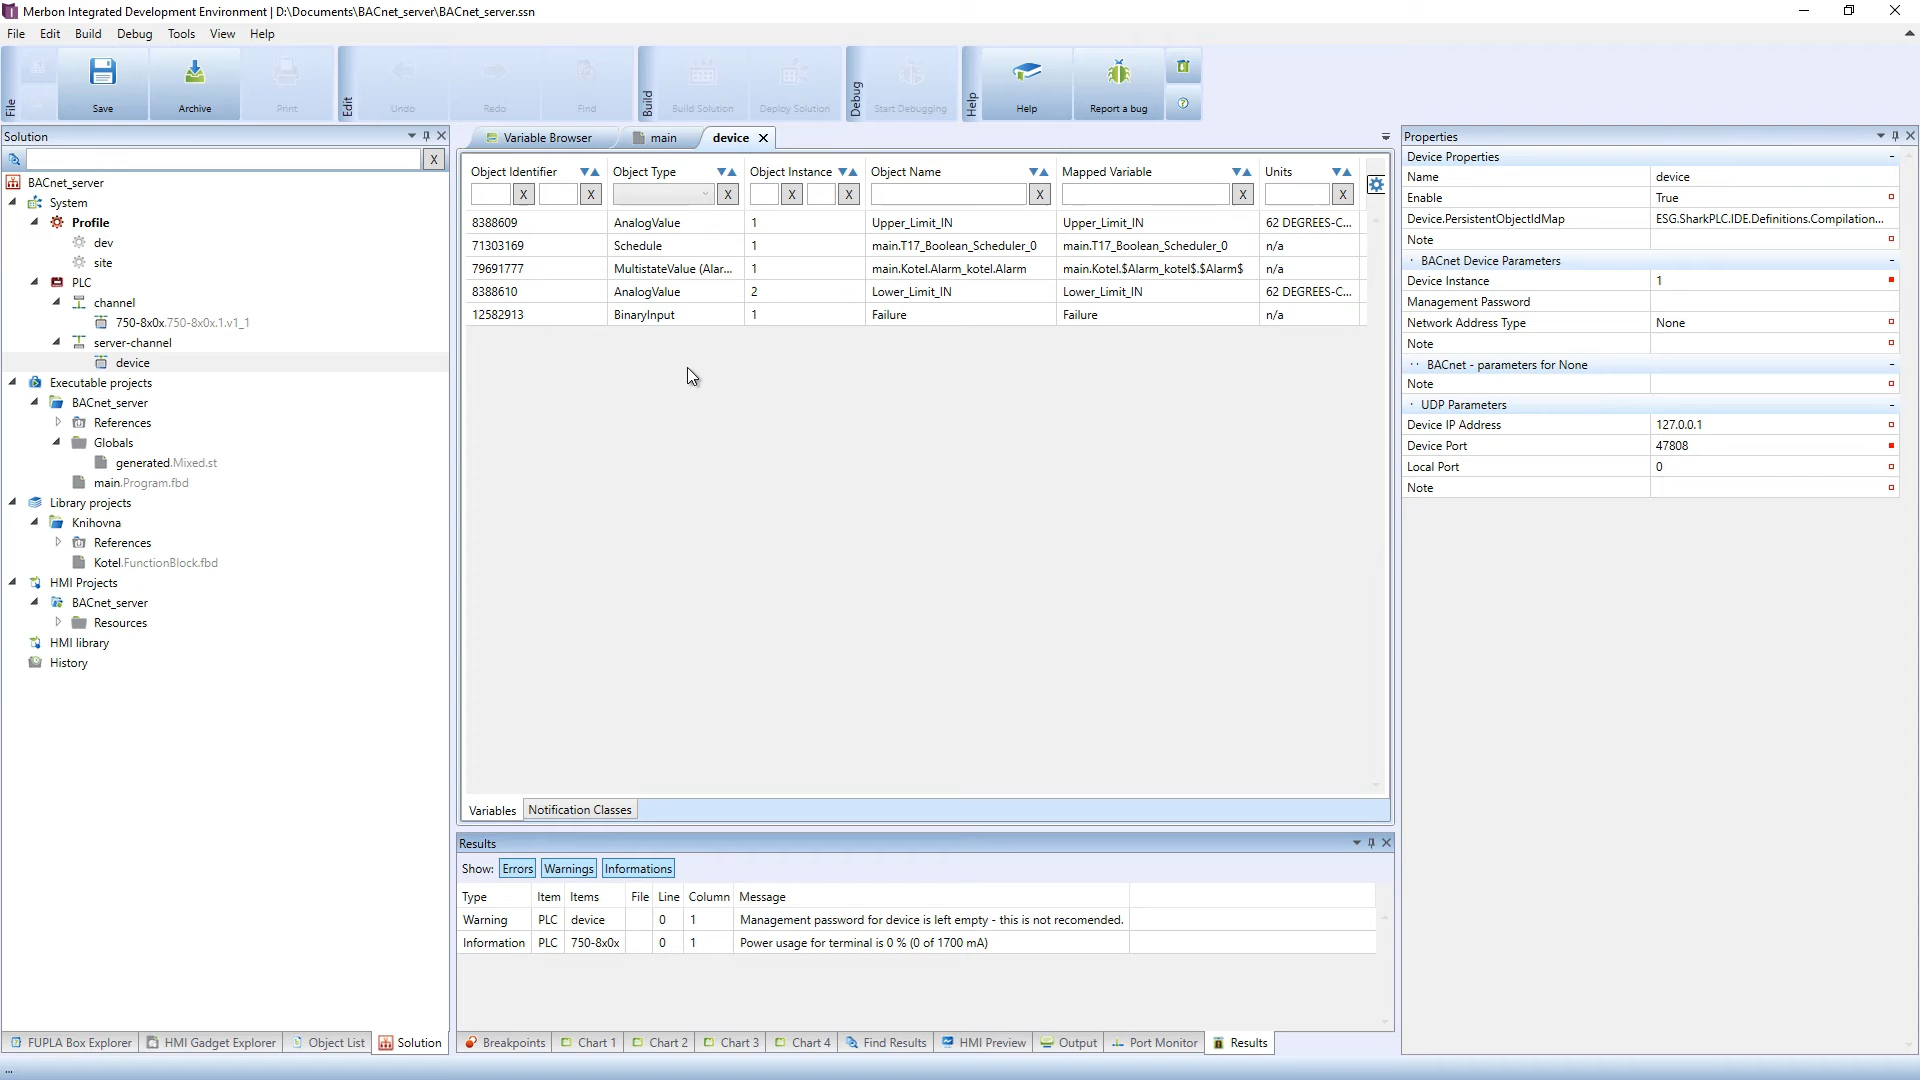 Merbon Integrated Development Environment | D:\Documents\BACnet_server\BACnet_server.ssn
File Edit Build Debug Tools View Help
File Save Archive Print Edit Undo Redo Find Build Build Solution Deploy Solution Debug Start Debugging Help Help Report a bug
Solution
X
BACnet_server
System
Profile
dev
site
PLC
channel
750-8x0x.750-8x0x.1.v1_1
server-channel
device
Executable projects
BACnet_server
References
Globals
generated.Mixed.st
main.Program.fbd
Library projects
Knihovna
References
Kotel.FunctionBlock.fbd
HMI Projects
BACnet_server
Resources
HMI library
History
FUPLA Box Explorer HMI Gadget Explorer Object List Solution
Variable Browser main device
Object Identifier Object Type Object Instance Object Name Mapped Variable Units
X X X X X X X X
8388609 AnalogValue 1 Upper_Limit_IN Upper_Limit_IN 62 DEGREES-C...
71303169 Schedule 1 main.T17_Boolean_Scheduler_0 main.T17_Boolean_Scheduler_0 n/a
79691777 MultistateValue (Alar... 1 main.Kotel.Alarm_kotel.Alarm main.Kotel.$Alarm_kotel$.$Alarm$ n/a
8388610 AnalogValue 2 Lower_Limit_IN Lower_Limit_IN 62 DEGREES-C...
12582913 BinaryInput 1 Failure Failure n/a
Variables Notification Classes
Results
Show: Errors Warnings Informations
Type Item Items File Line Column Message
Warning PLC device 0 1 Management password for device is left empty - this is not recomended.
Information PLC 750-8x0x 0 1 Power usage for terminal is 0 % (0 of 1700 mA)
Breakpoints Chart 1 Chart 2 Chart 3 Chart 4 Find Results HMI Preview Output Port Monitor Results
Properties
Device Properties
Name device
Enable True
Device.PersistentObjectIdMap ESG.SharkPLC.IDE.Definitions.Compilation...
Note
BACnet Device Parameters
Device Instance 1
Management Password
Network Address Type None
Note
BACnet - parameters for None
Note
UDP Parameters
Device IP Address 127.0.0.1
Device Port 47808
Local Port 0
Note
...